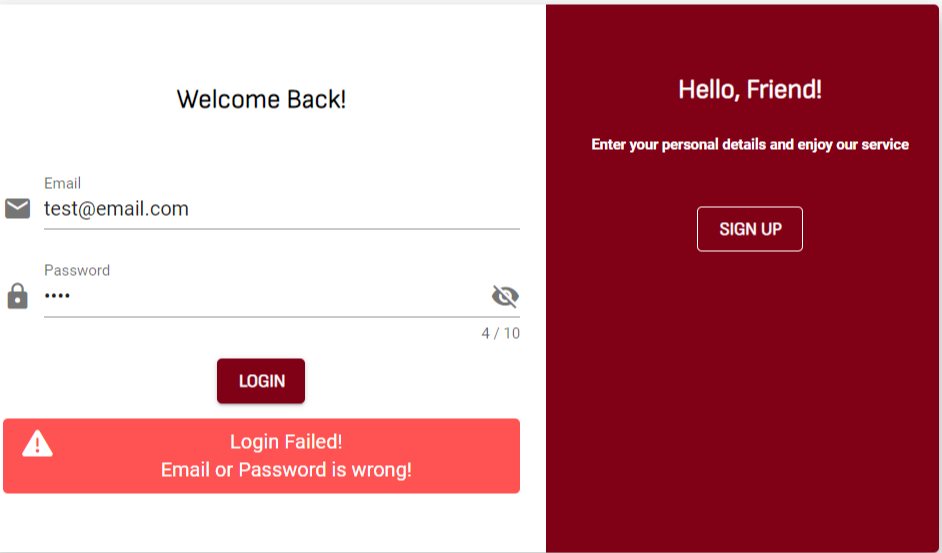 Welcome Back!
Email
test@email.com
Password
••••
4 / 10
LOGIN
Login Failed!
Email or Password is wrong!
Hello, Friend!
Enter your personal details and enjoy our service
SIGN UP